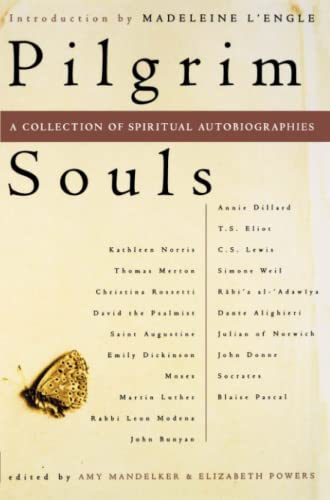 Introduction by MADELEINE L'ENGLE
Pilgrim
A COLLECTION OF SPIRITUAL AUTOBIOGRAPHIES
Souls
Annie Dillard
T.S. Eliot
C.S. Lewis
Simone Weil
Rābi'a al-'Adawīya
Dante Alighieri
Julian of Norwich
John Donne
Socrates
Blaise Pascal
Kathleen Norris
Thomas Merton
Christina Rossetti
David the Psalmist
Saint Augustine
Emily Dickinson
Moses
Martin Luther
Rabbi Leon Modena
John Bunyan
edited by AMY MANDELKER & ELIZABETH POWERS